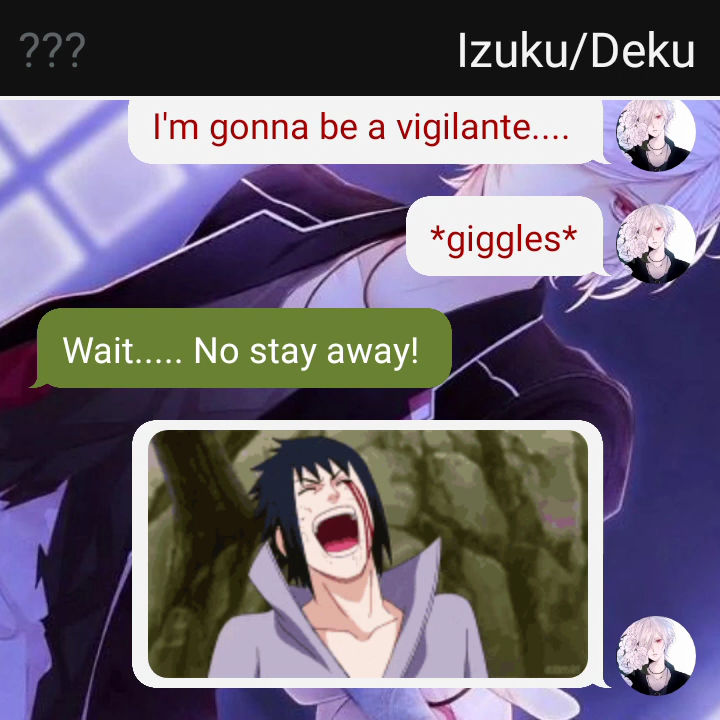 ???
Izuku/Deku
I'm gonna be a vigilante....
*giggles*
Wait..... No stay away!